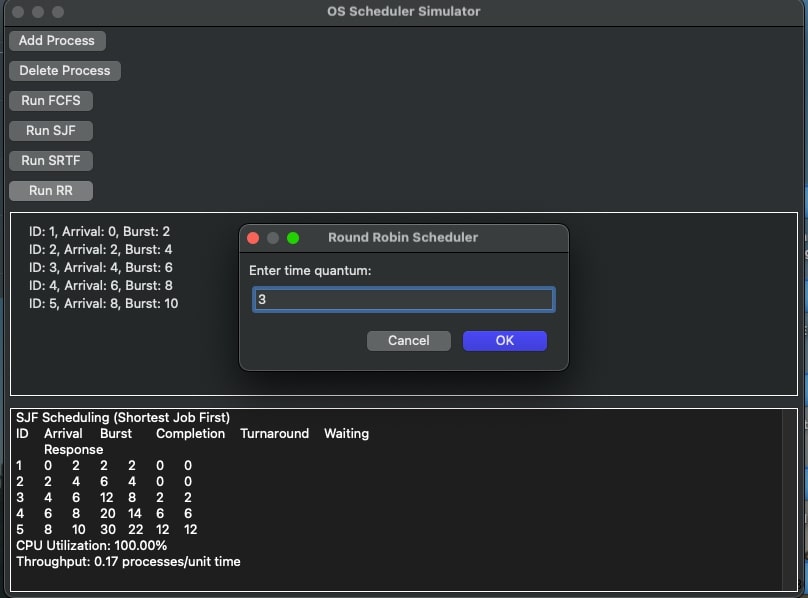 OS Scheduler Simulator
Add Process
Delete Process
Run FCFS
Run SJF
Run SRTF
Run RR
ID: 1, Arrival: 0, Burst: 2
ID: 2, Arrival: 2, Burst: 4
ID: 3, Arrival: 4, Burst: 6
ID: 4, Arrival: 6, Burst: 8
ID: 5, Arrival: 8, Burst: 10
Round Robin Scheduler
Enter time quantum:
3
Cancel OK
SJF Scheduling (Shortest Job First)
ID Arrival Burst Completion Turnaround Waiting
Response
1 0 2 2 2 0 0
2 2 4 6 4 0 0
3 4 6 12 8 2 2
4 6 8 20 14 6 6
5 8 10 30 22 12 12
CPU Utilization: 100.00%
Throughput: 0.17 processes/unit time